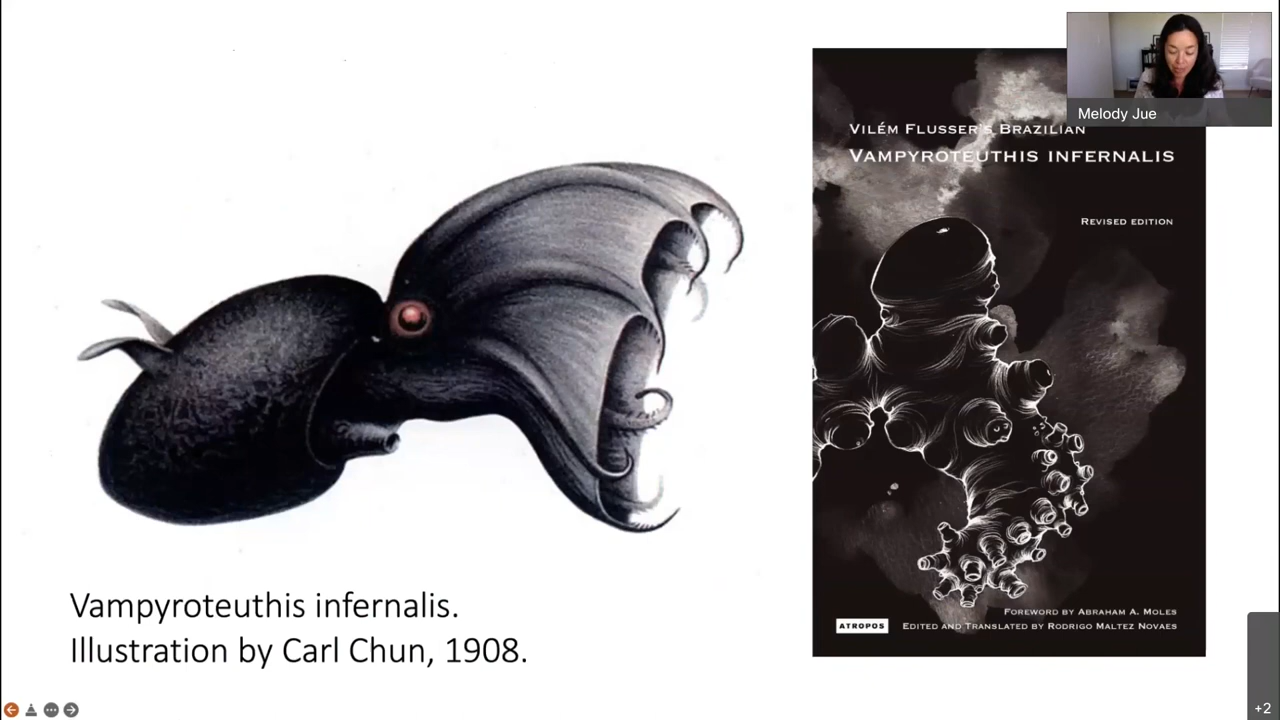 Melody Jue
VILÉM FLUSSER'S BRAZILIAN
VAMPYROTEUTHIS INFERNALIS
REVISED EDITION
Vampyroteuthis infernalis.
Illustration by Carl Chun, 1908.
FOREWORD BY ABRAHAM A. MOLES
ATROPOS
EDITED AND TRANSLATED BY RODRIGO MALTEZ NOVAES
+2